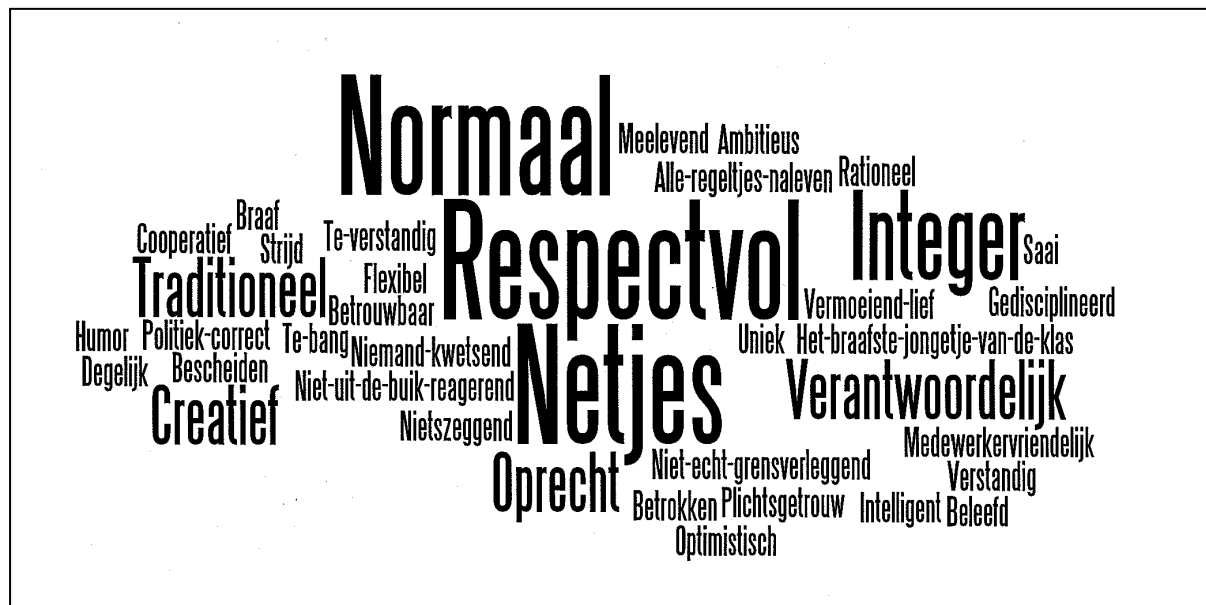 Normaal
Meelevend Ambitieus
Alle-regeltjes-naleven Rationeel
Braaf
Cooperatief Strijd Te-verstandig Respectvol Integer Saai
Traditioneel Flexibel
Betrouwbaar Vermoeiend-lief Gedisciplineerd
Humor Politiek-correct Te-bang Niemand-kwetsend Netjes Uniek Het-braafste-jongetje-van-de-klas
Degelijk Bescheiden Niet-uit-de-buik-reagerend Verantwoordelijk
Creatief Nietszeggend Medewerkervriendelijk
Oprecht Niet-echt-grensverleggend Verstandig
Betrokken Plichtsgetrouw Intelligent Beleefd
Optimistisch